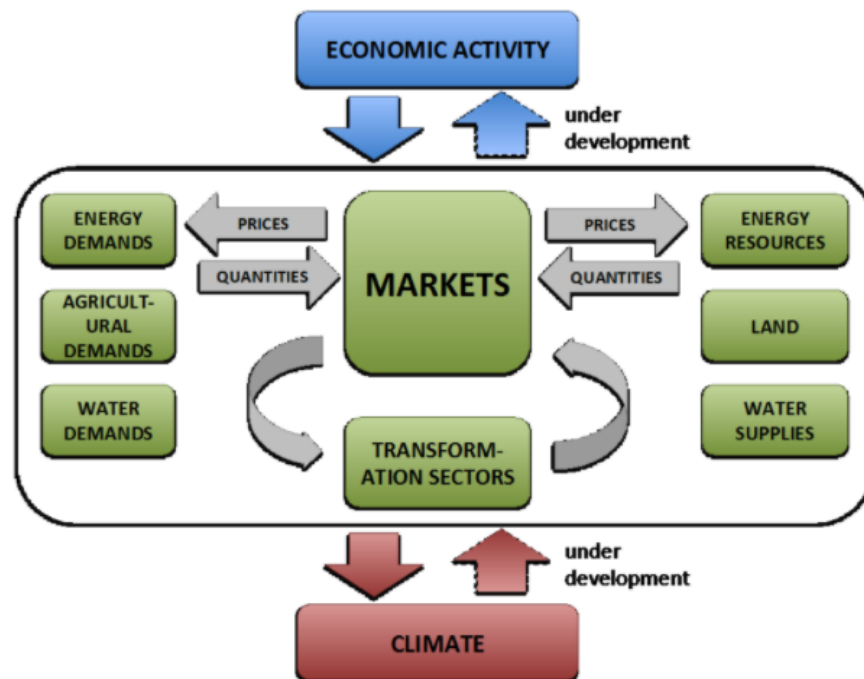 ECONOMIC ACTIVITY
under
development
ENERGY
DEMANDS
PRICES
QUANTITIES
MARKETS
PRICES
QUANTITIES
ENERGY
RESOURCES
AGRICULT-
URAL
DEMANDS
LAND
WATER
DEMANDS
TRANSFORM-
ATION SECTORS
WATER
SUPPLIES
under
development
CLIMATE